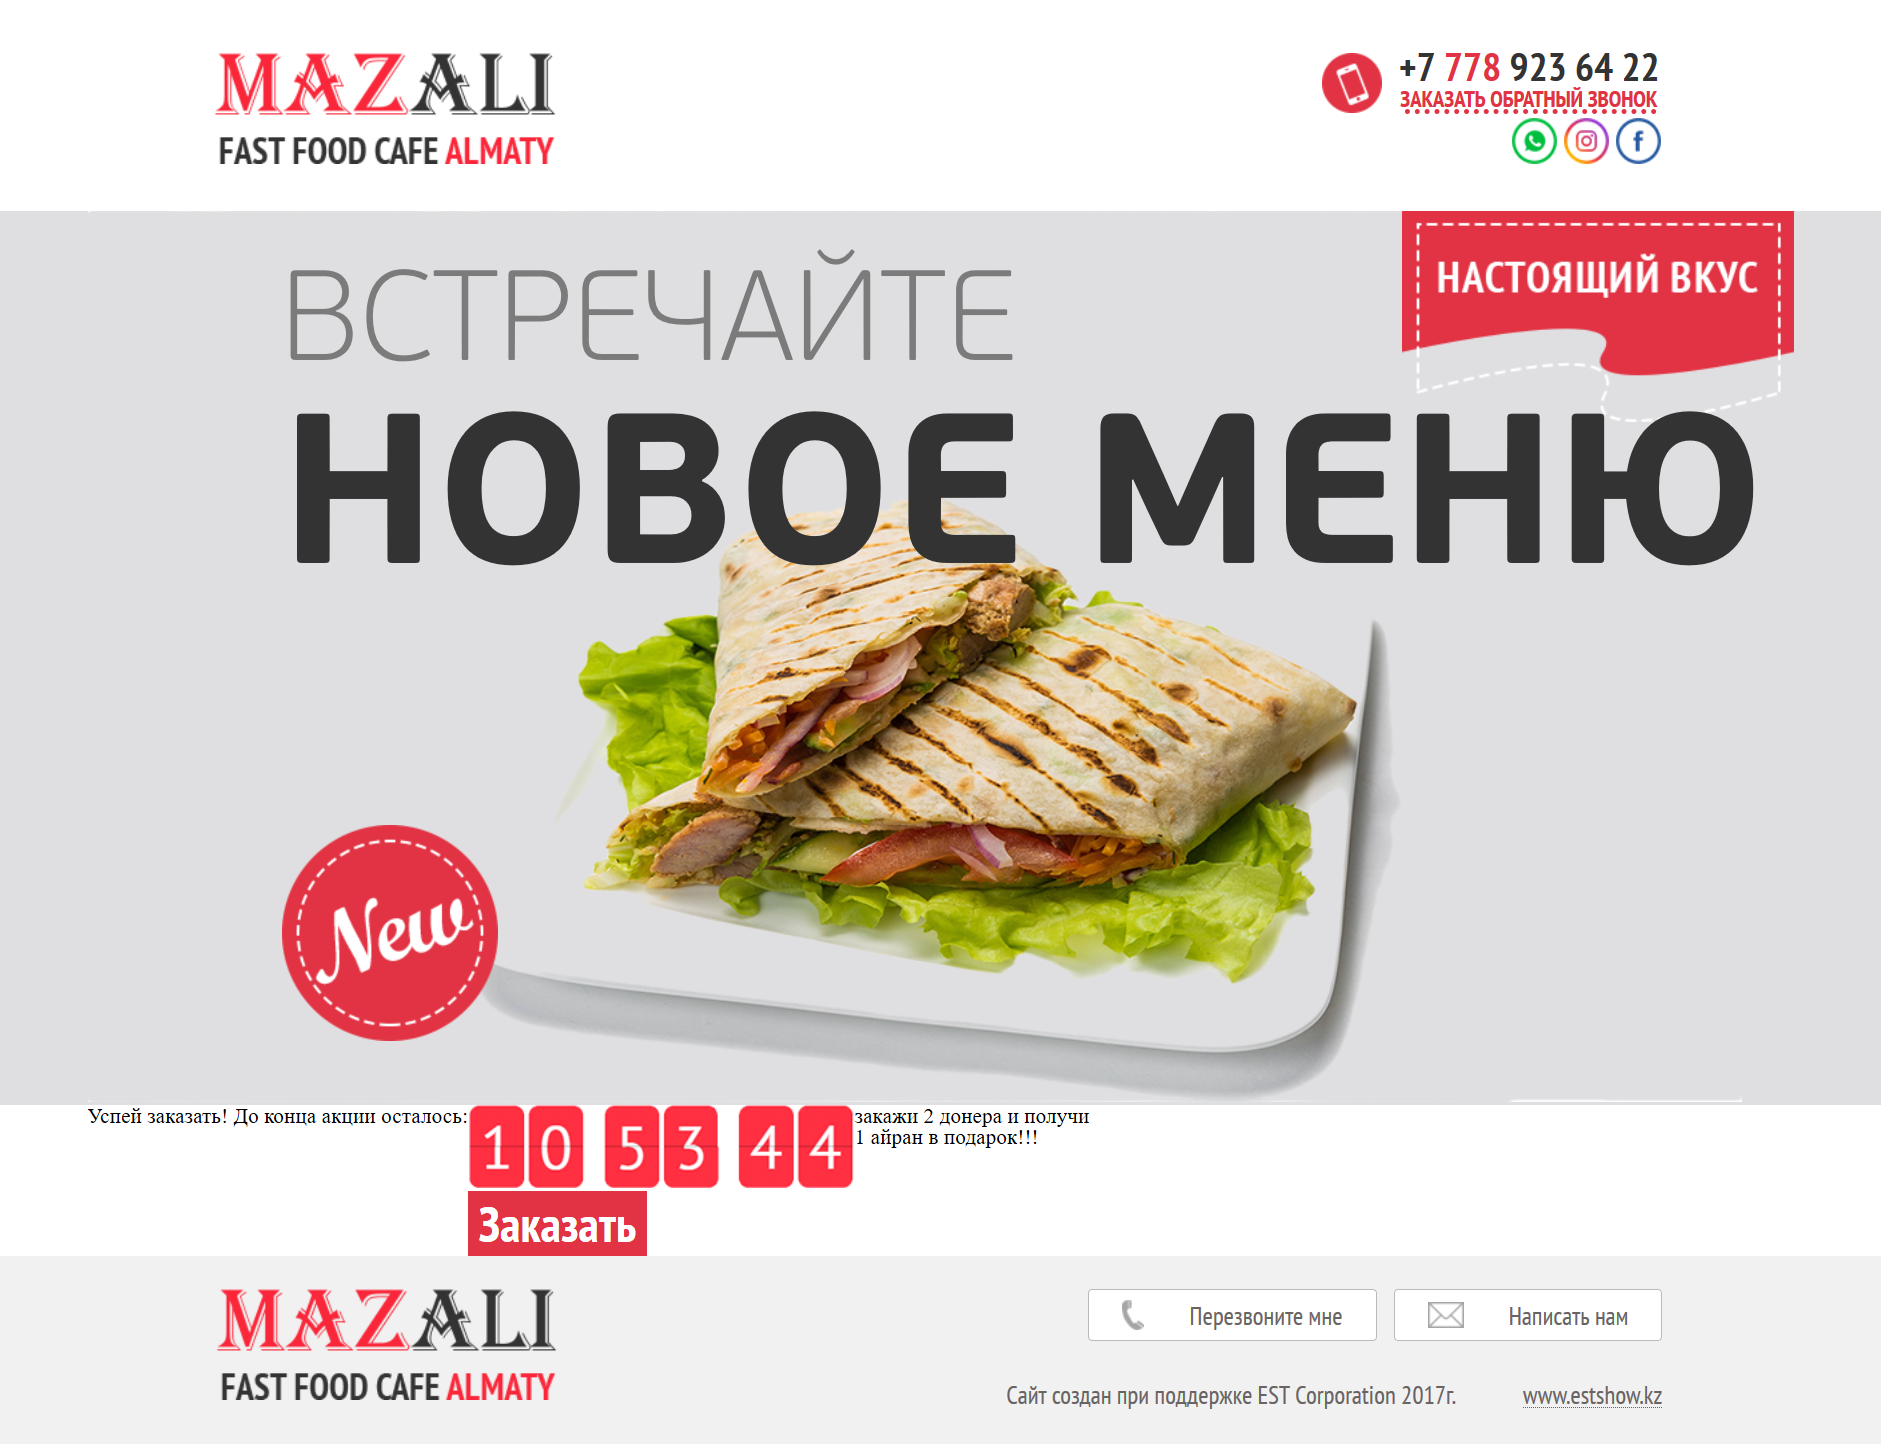 MAZALI
FAST FOOD CAFE ALMATY
+7 778 923 64 22
ЗАКАЗАТЬ ОБРАТНЫЙ ЗВОНОК
НАСТОЯЩИЙ ВКУС
ВСТРЕЧАЙТЕ
НОВОЕ МЕНЮ
New
Успей заказать! До конца акции осталось:
10 53 44
закажи 2 донера и получи
1 айран в подарок!!!
Заказать
MAZALI
FAST FOOD CAFE ALMATY
Перезвоните мне
Написать нам
Сайт создан при поддержке EST Corporation 2017г.
www.estshow.kz